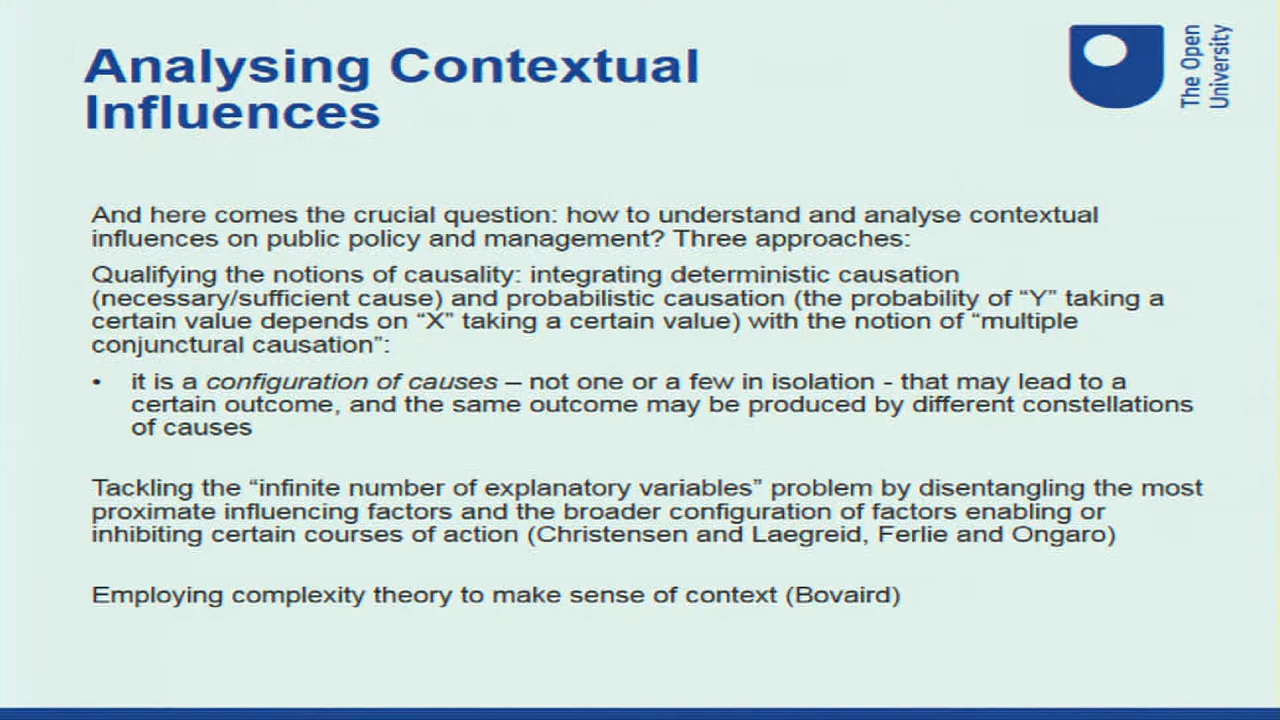 Analysing Contextual
Influences
The Open
University
And here comes the crucial question: how to understand and analyse contextual
influences on public policy and management? Three approaches:
Qualifying the notions of causality: integrating deterministic causation
(necessary/sufficient cause) and probabilistic causation (the probability of “Y” taking a
certain value depends on “X” taking a certain value) with the notion of “multiple
conjunctural causation”:
• it is a configuration of causes – not one or a few in isolation - that may lead to a
certain outcome, and the same outcome may be produced by different constellations
of causes
Tackling the “infinite number of explanatory variables” problem by disentangling the most
proximate influencing factors and the broader configuration of factors enabling or
inhibiting certain courses of action (Christensen and Laegreid, Ferlie and Ongaro)
Employing complexity theory to make sense of context (Bovaird)